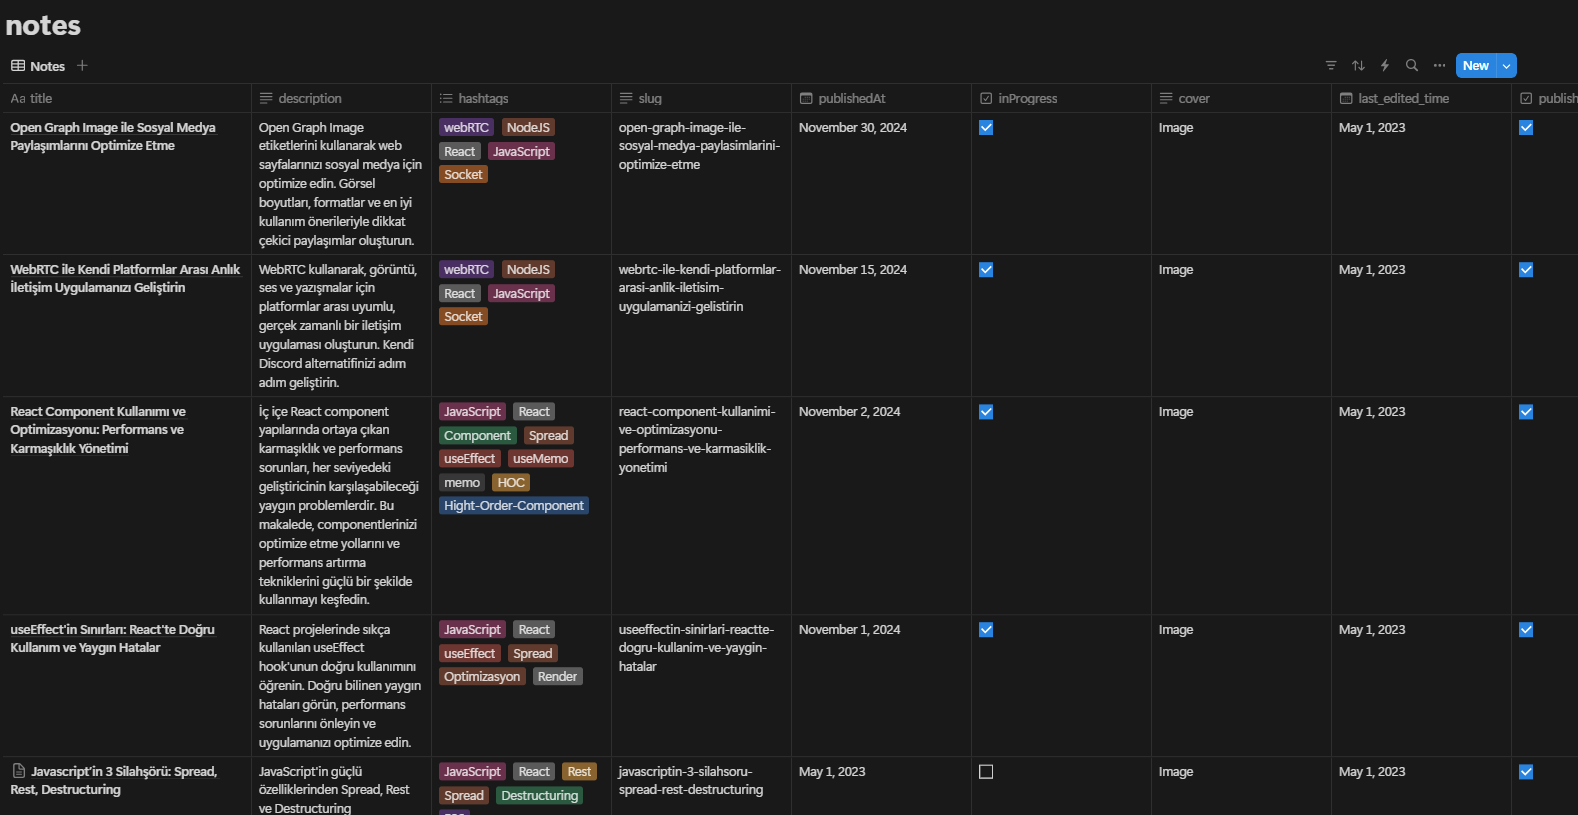 notes
Notes
New
Aa title
description
hashtags
slug
publishedAt
inProgress
cover
last_edited_time
publish
Open Graph Image ile Sosyal Medya
Paylaşımlarını Optimize Etme
Open Graph Image
etiketlerini kullanarak web
sayfalarınızı sosyal medya için
optimize edin. Görsel
boyutları, formatlar ve en iyi
kullanım önerileriyle dikkat
çekici paylaşımlar oluşturun.
webRTC NodeJS
React JavaScript
Socket
open-graph-image-ile-
sosyal-medya-paylasimlarini-
optimize-etme
November 30, 2024
Image
May 1, 2023
WebRTC ile Kendi Platformlar Arası Anlık
İletişim Uygulamanızı Geliştirin
WebRTC kullanarak, görüntü,
ses ve yazışmalar için
platformlar arası uyumlu,
gerçek zamanlı bir iletişim
uygulaması oluşturun. Kendi
Discord alternatifinizi adım
adım geliştirin.
webRTC NodeJS
React JavaScript
Socket
webrtc-ile-kendi-platformlar-
arasi-anlik-iletisim-
uygulamanizi-gelistirin
November 15, 2024
Image
May 1, 2023
React Component Kullanımı ve
Optimizasyonu: Performans ve
Karmaşıklık Yönetimi
İç içe React component
yapılarında ortaya çıkan
karmaşıklık ve performans
sorunları, her seviyedeki
geliştiricinin karşılaşabileceği
yaygın problemlerdir. Bu
makalede, componentlerinizi
optimize etme yollarını ve
performans artırma
tekniklerini güçlü bir şekilde
kullanmayı keşfedin.
JavaScript React
Component Spread
useEffect useMemo
memo HOC
Hight-Order-Component
react-component-kullanimi-
ve-optimizasyonu-
performans-ve-karmasiklik-
yonetimi
November 2, 2024
Image
May 1, 2023
useEffect'in Sınırları: React'te Doğru
Kullanım ve Yaygın Hatalar
React projelerinde sıkça
kullanılan useEffect
hook'unun doğru kullanımını
öğrenin. Doğru bilinen yaygın
hataları görün, performans
sorunlarını önleyin ve
uygulamanızı optimize edin.
JavaScript React
useEffect Spread
Optimizasyon Render
useeffectin-sinirlari-reactte-
dogru-kullanim-ve-yaygin-
hatalar
November 1, 2024
Image
May 1, 2023
Javascript'in 3 Silahşörü: Spread,
Rest, Destructuring
JavaScript'in güçlü
özelliklerinden Spread, Rest
ve Destructuring
JavaScript React Rest
Spread Destructuring
javascriptin-3-silahsoru-
spread-rest-destructuring
May 1, 2023
Image
May 1, 2023